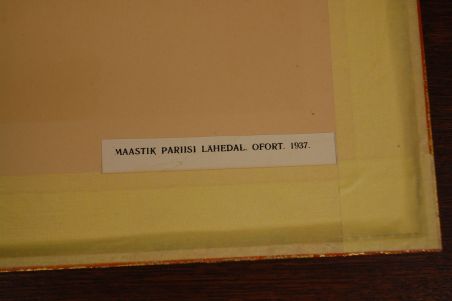 MAASTIK PARIISI LAHEDAL. OFORT. 1937.